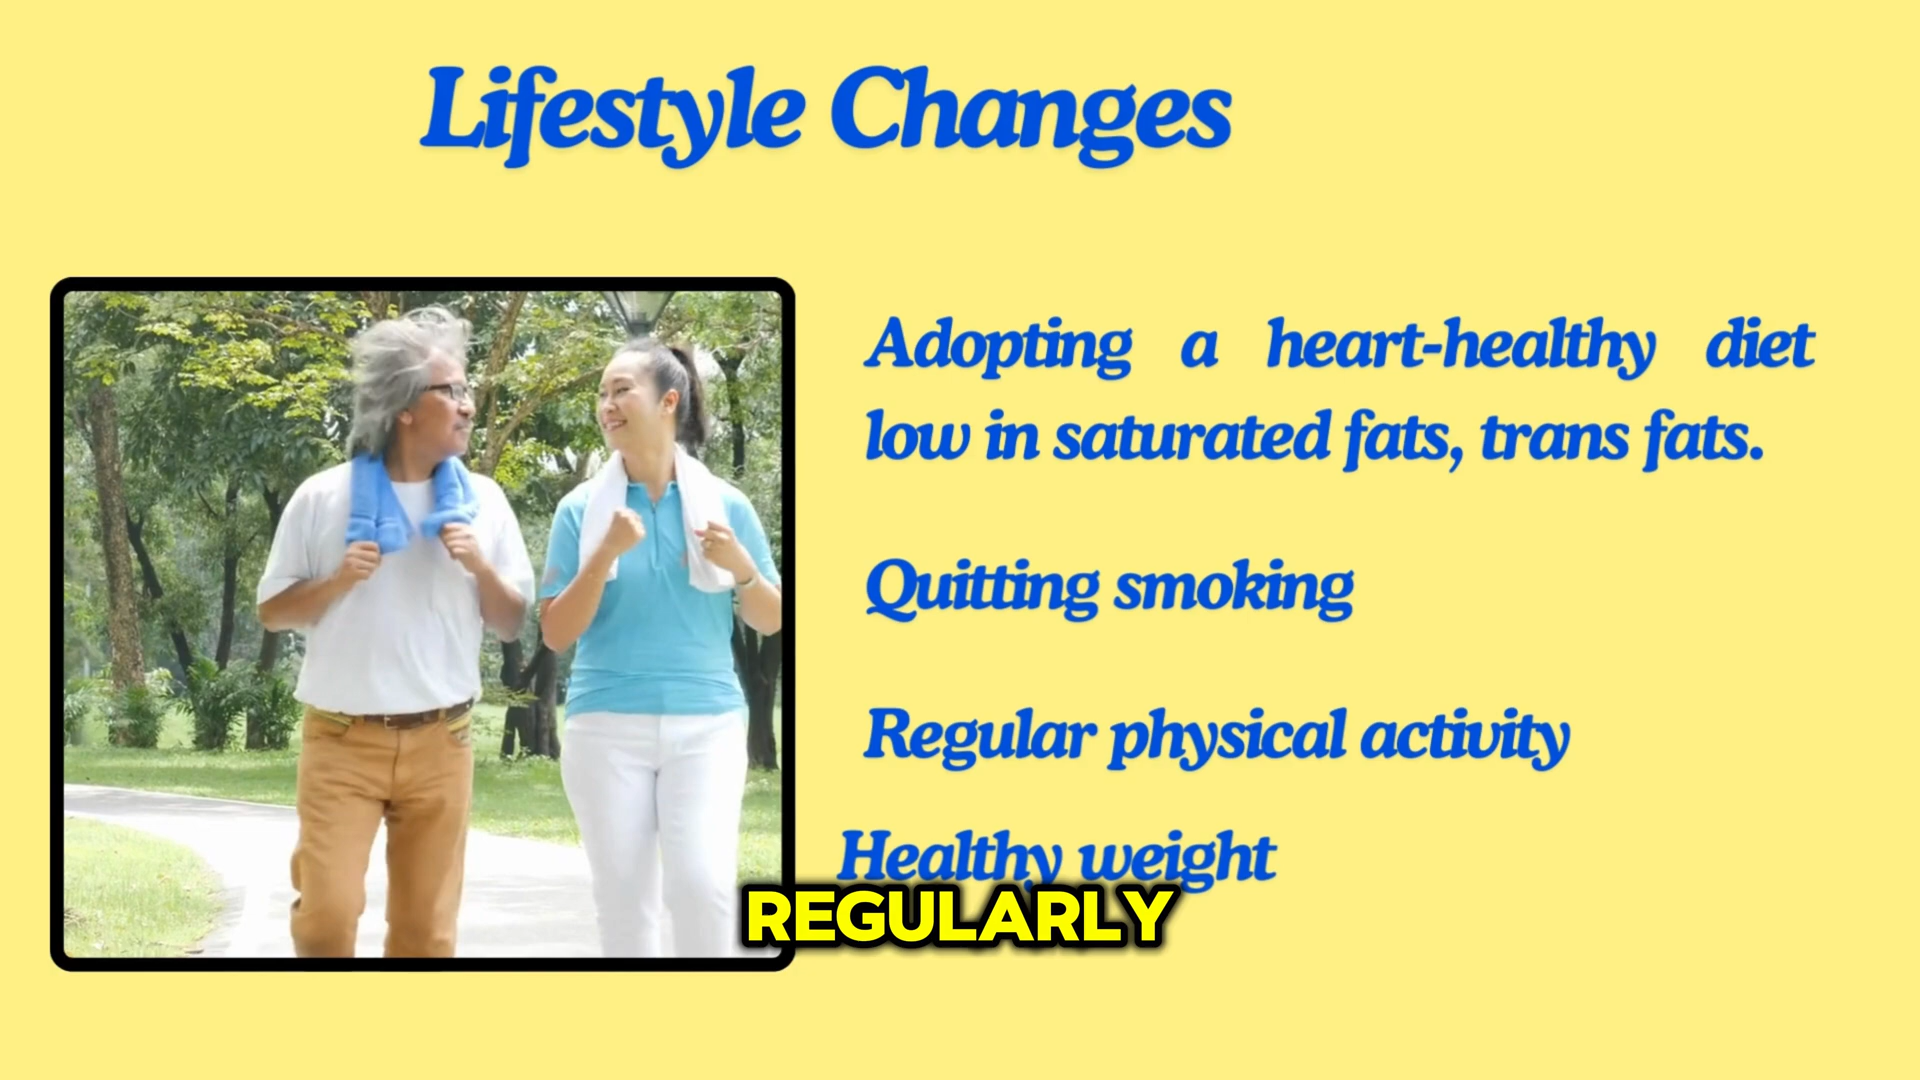 Lifestyle Changes
Adopting a heart-healthy diet
low in saturated fats, trans fats.
Quitting smoking
Regular physical activity
Healthy weight
REGULARLY